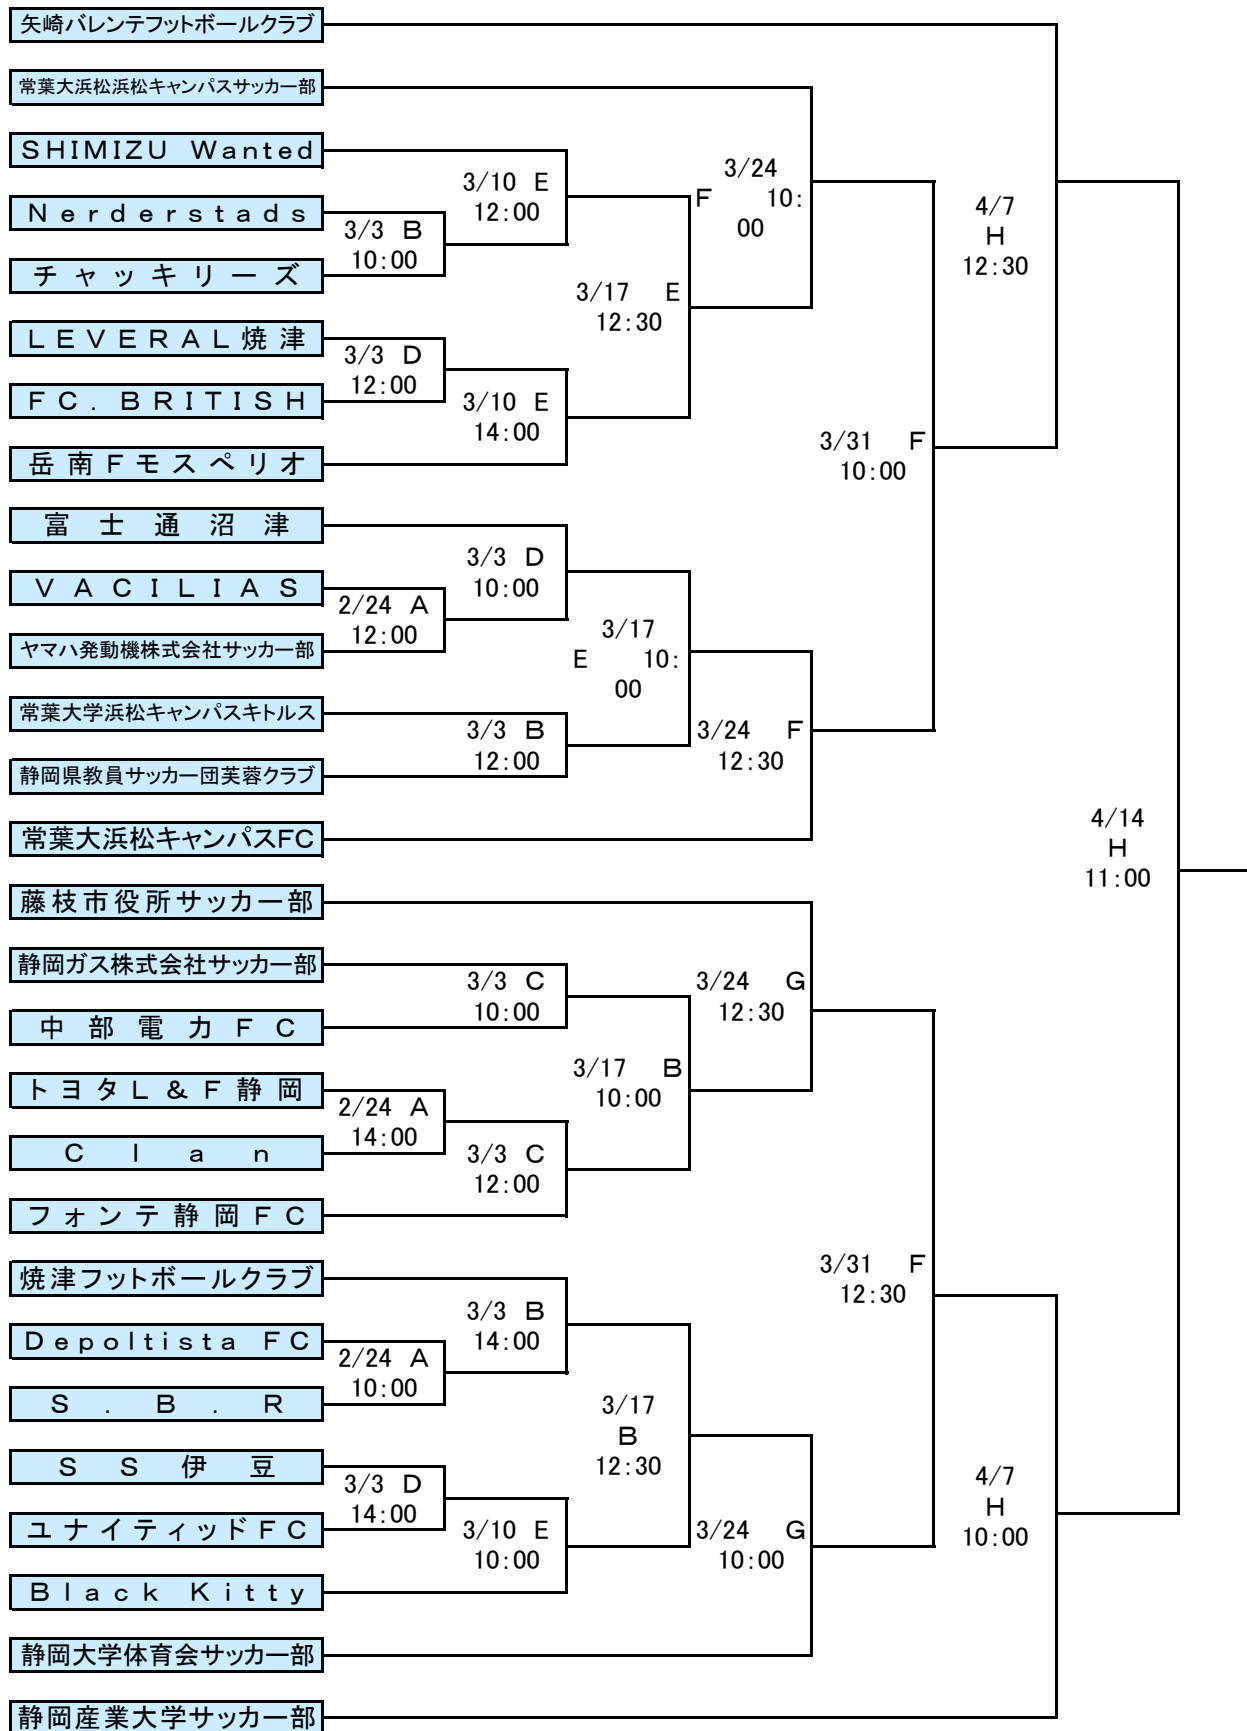 矢崎バレンテフットボールクラブ
常葉大浜松浜松キャンパスサッカー部
SHIMIZU Wanted
3/10 E
12:00
3/24
F 10:
00
Nerderstads
3/3 B
10:00
4/7
H
12:30
チャッキリーズ
3/17 E
12:30
LEVERAL焼津
3/3 D
12:00
FC.BRITISH
3/10 E
14:00
3/31 F
10:00
岳南Fモスペリオ
富士通沼津
3/3 D
10:00
VACILIAS
2/24 A
12:00
3/17
E 10:
00
ヤマハ発動機株式会社サッカー部
常葉大学浜松キャンパスキトルス
3/3 B
12:00
3/24 F
12:30
静岡県教員サッカー団芙蓉クラブ
常葉大浜松キャンパスFC
4/14
H
11:00
藤枝市役所サッカー部
静岡ガス株式会社サッカー部
3/3 C
10:00
3/24 G
12:30
中部電力FC
3/17 B
10:00
トヨタL&F静岡
2/24 A
14:00
Clan
3/3 C
12:00
フォンテ静岡FC
3/31 F
12:30
焼津フットボールクラブ
3/3 B
14:00
Depoltista FC
2/24 A
10:00
S.B.R
3/17
B
12:30
SS伊豆
3/3 D
14:00
4/7
H
10:00
ユナイティッドFC
3/10 E
10:00
3/24 G
10:00
Black Kitty
静岡大学体育会サッカー部
静岡産業大学サッカー部